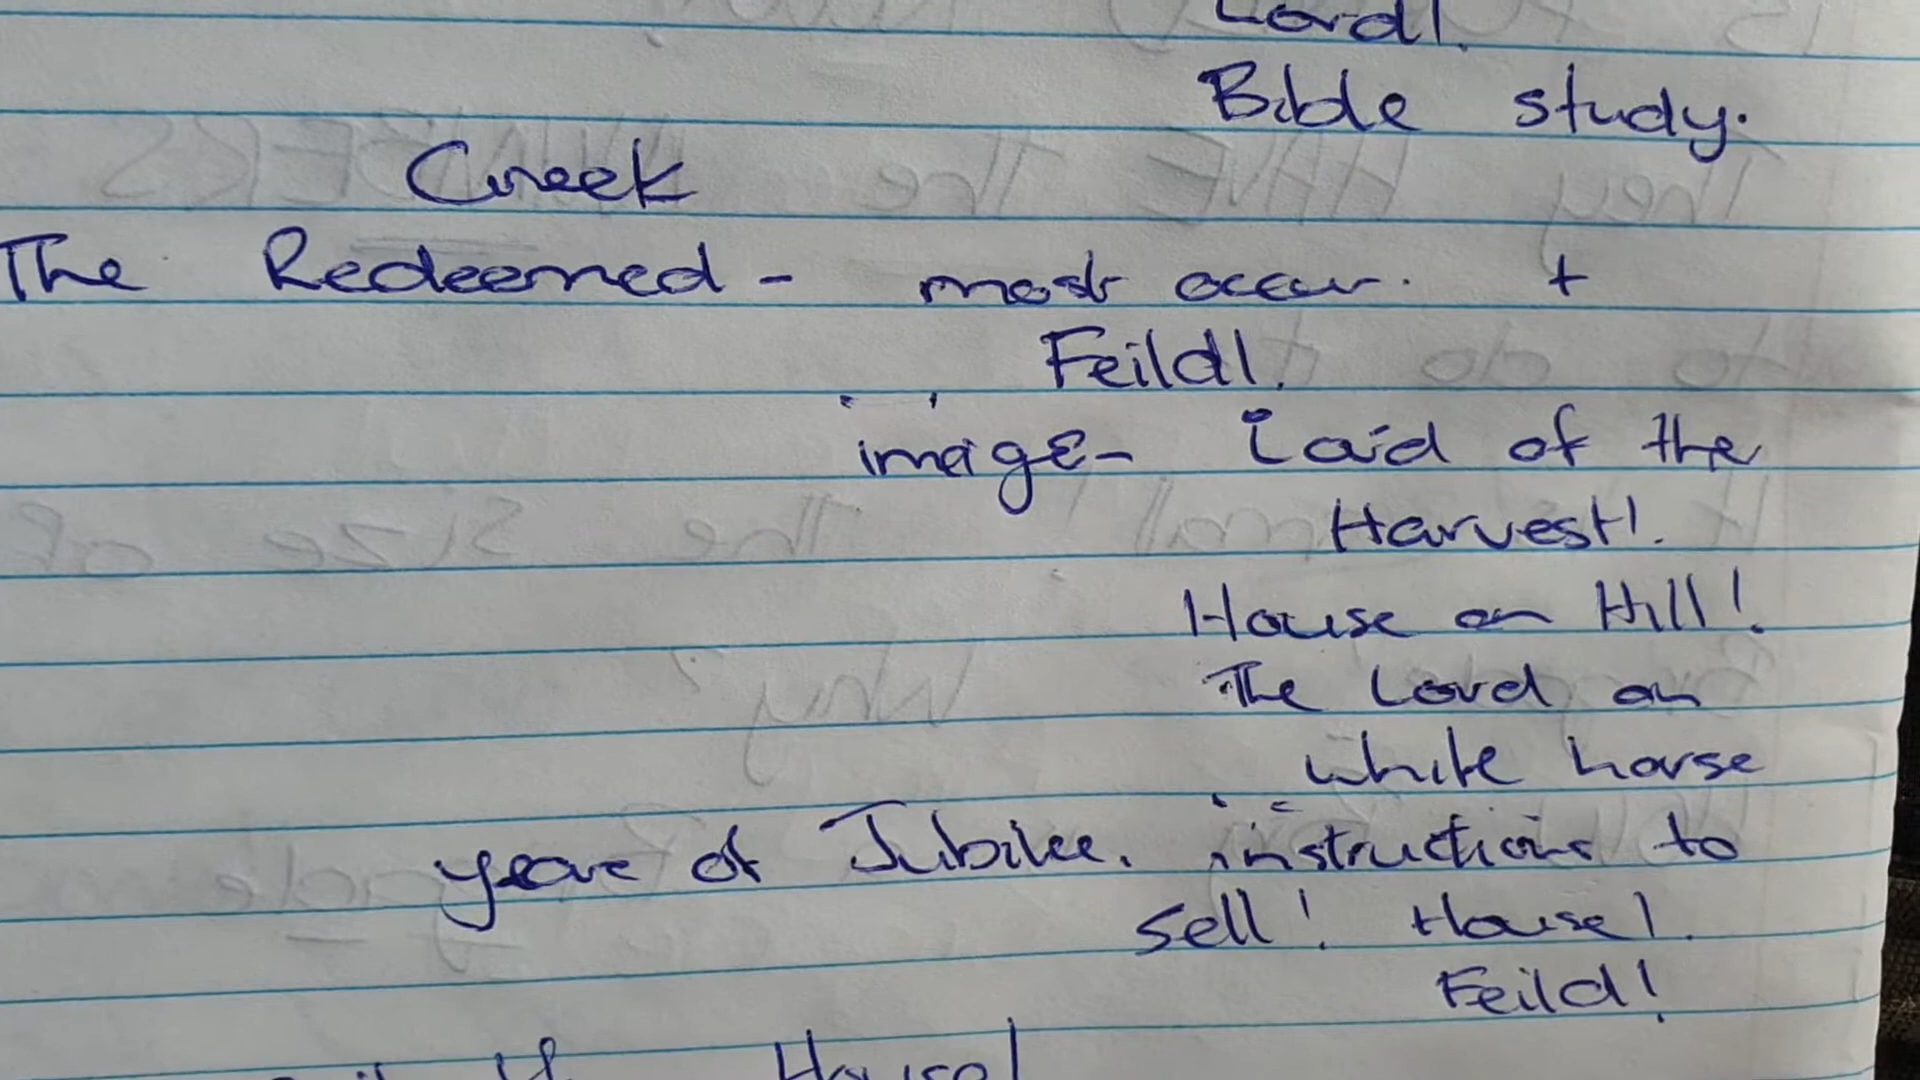 Lord!.
Bible study.
Creek
The Redeemed - most occur. +
Feild!.
image- Laid of the
Harvest!.
House on Hill!
The Lord on
white horse
year of Jubilee. instructions to
sell! House!.
Feild!
House!